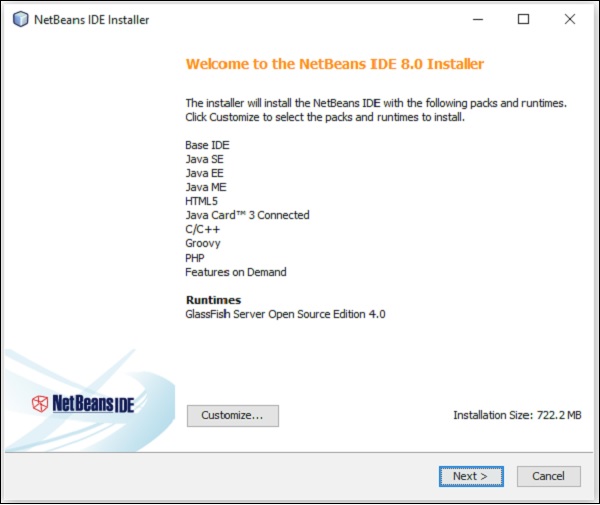 NetBeans IDE Installer
Welcome to the NetBeans IDE 8.0 Installer
The installer will install the NetBeans IDE with the following packs and runtimes.
Click Customize to select the packs and runtimes to install.
Base IDE
Java SE
Java EE
Java ME
HTML5
Java Card™ 3 Connected
C/C++
Groovy
PHP
Features on Demand
Runtimes
GlassFish Server Open Source Edition 4.0
NetBeans IDE
Customize...
Installation Size: 722.2 MB
Next >
Cancel